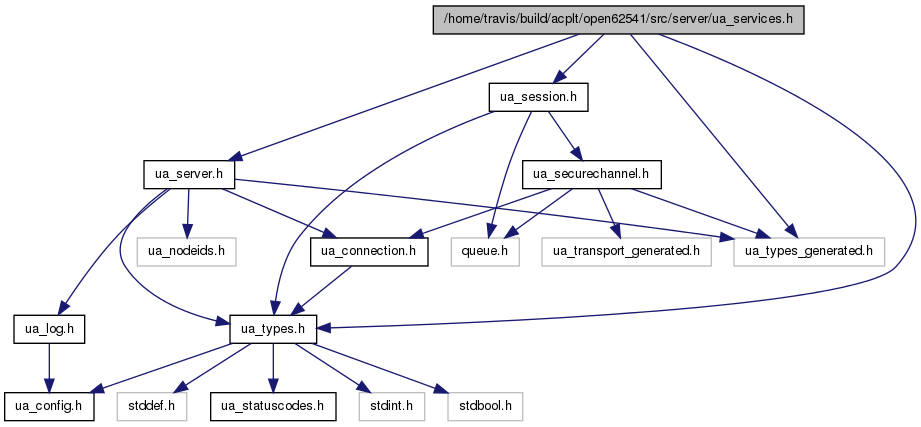 /home/travis/build/acplt/open62541/src/server/ua_services.h
ua_session.h
ua_server.h
ua_securechannel.h
ua_nodeids.h
ua_connection.h
queue.h
ua_transport_generated.h
ua_types_generated.h
ua_log.h
ua_types.h
ua_config.h
stddef.h
ua_statuscodes.h
stdint.h
stdbool.h